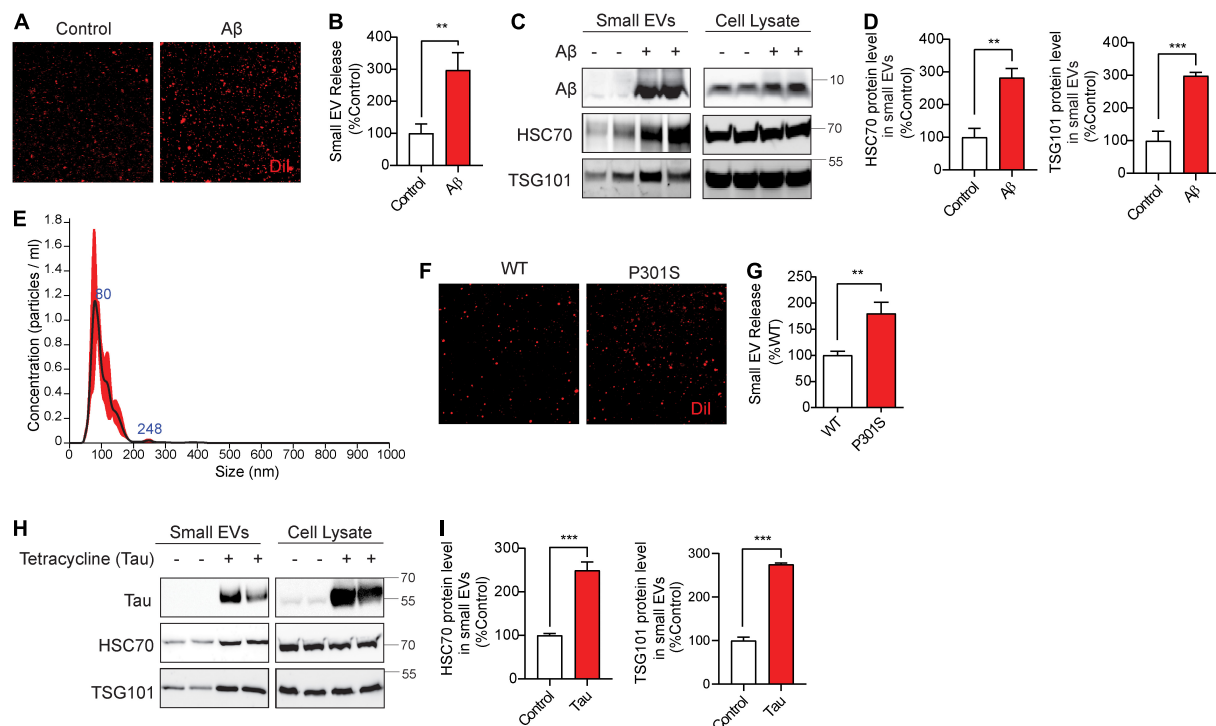 A
Control
Aβ
DiI
B
Small EV Release
(%Control)
400
300
200
100
0
**
Control
Aβ
C
Small EVs
Cell Lysate
Aβ
- - + +
- - + +
Aβ
10
HSC70
70
55
TSG101
D
HSC70 protein level
in small EVs
(%Control)
400
300
200
100
0
**
Control
Aβ
TSG101 protein level
in small EVs
(%Control)
400
300
200
100
0
***
Control
Aβ
E
Concentration (particles / ml)
1.8
1.6
1.4
1.2
1.0
0.8
0.6
0.4
0.2
0
80
248
0 100 200 300 400 500 600 700 800 900 1000
Size (nm)
F
WT
P301S
DiI
G
Small EV Release
(%WT)
250
200
150
100
50
0
**
WT
P301S
H
Small EVs
Cell Lysate
Tetracycline (Tau)
- - + +
- - + +
Tau
70
55
HSC70
70
55
TSG101
I
HSC70 protein level
in small EVs
(%Control)
300
200
100
0
***
Control
Tau
TSG101 protein level
in small EVs
(%Control)
300
200
100
0
***
Control
Tau